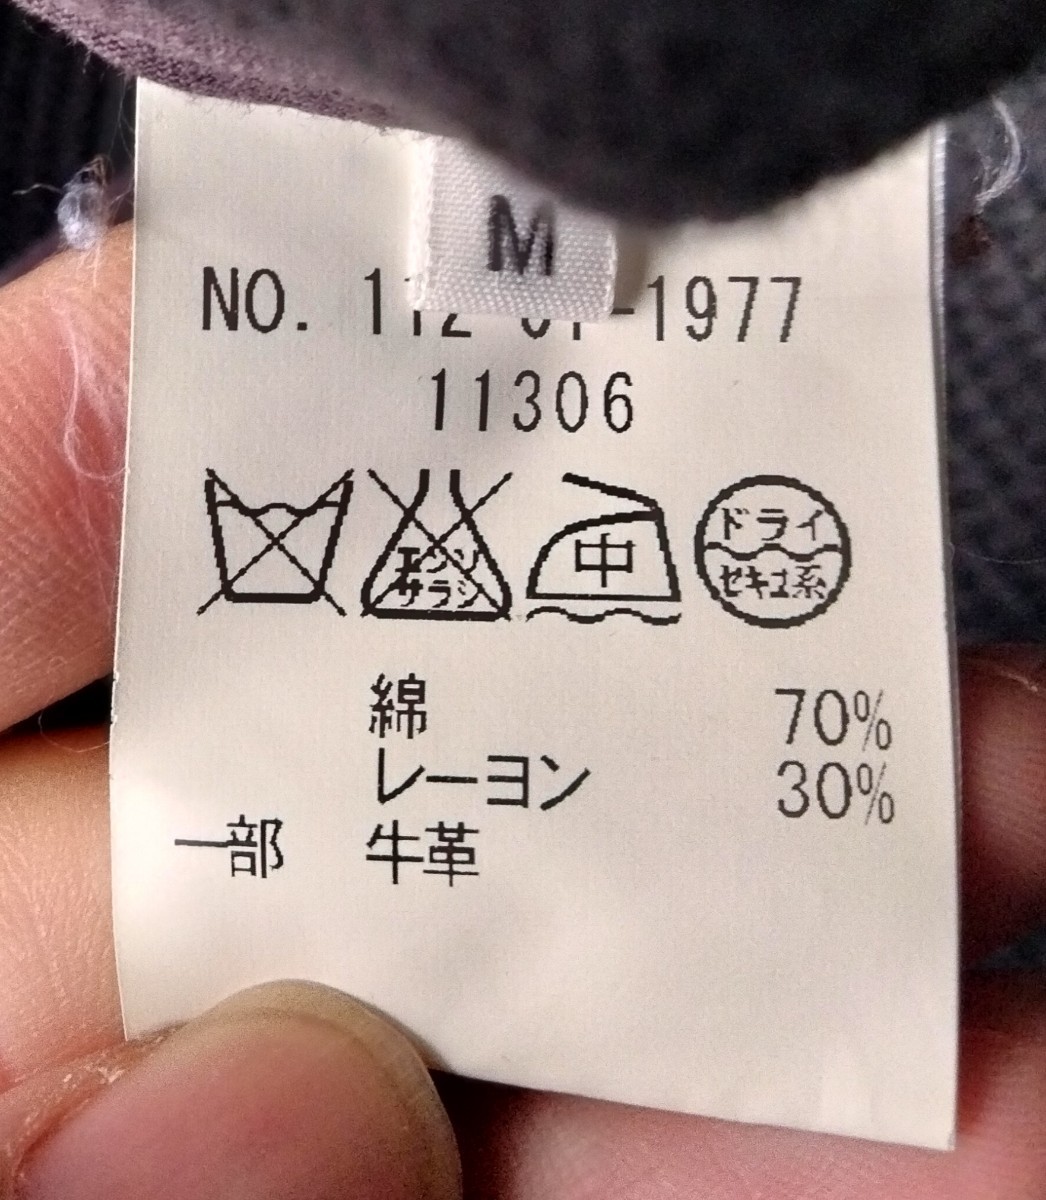 M
NO. 112-01-1977
11306
エンソ サラシ 中 ドライ セキユ系
綿 70%
レーヨン 30%
一部 牛革